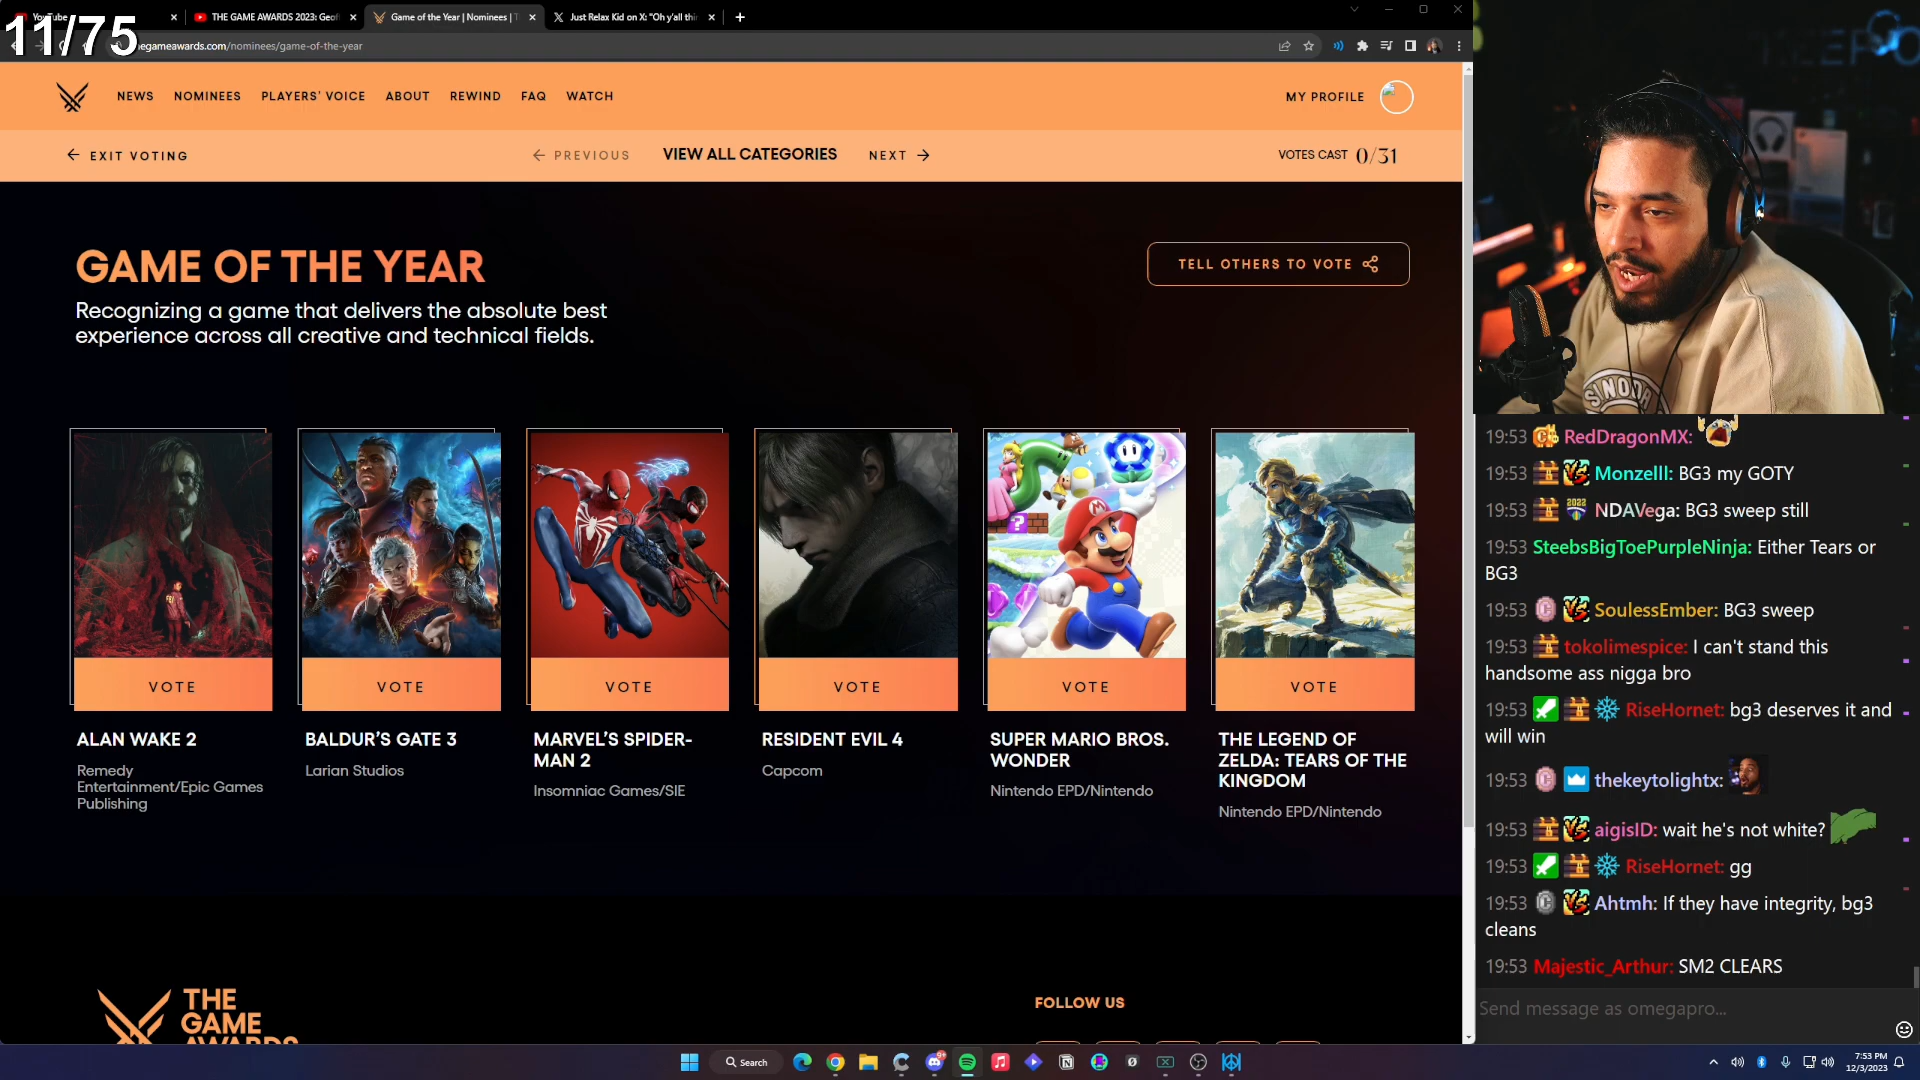 11/75
YouTube
THE GAME AWARDS 2023: Geoff
Game of the Year | Nominees | T
Just Relax Kid on X: "Oh y'all thi
egameawards.com/nominees/game-of-the-year
NEWS NOMINEES PLAYERS' VOICE ABOUT REWIND FAQ WATCH
MY PROFILE
EXIT VOTING
PREVIOUS
VIEW ALL CATEGORIES
NEXT
VOTES CAST 0/31
GAME OF THE YEAR
TELL OTHERS TO VOTE
Recognizing a game that delivers the absolute best
experience across all creative and technical fields.
VOTE VOTE VOTE VOTE VOTE VOTE
ALAN WAKE 2
Remedy
Entertainment/Epic Games
Publishing
BALDUR'S GATE 3
Larian Studios
MARVEL'S SPIDER-
MAN 2
Insomniac Games/SIE
RESIDENT EVIL 4
Capcom
SUPER MARIO BROS.
WONDER
Nintendo EPD/Nintendo
THE LEGEND OF
ZELDA: TEARS OF THE
KINGDOM
Nintendo EPD/Nintendo
THE
GAME
AWARDS
FOLLOW US
19:53 RedDragonMX:
19:53 Monzelll: BG3 my GOTY
19:53 NDAVega: BG3 sweep still
19:53 SteebsBigToePurpleNinja: Either Tears or
BG3
19:53 SoulessEmber: BG3 sweep
19:53 tokolimespice: I can't stand this
handsome ass nigga bro
19:53 RiseHornet: bg3 deserves it and
will win
19:53 thekeytolightx:
19:53 aigisID: wait he's not white?
19:53 RiseHornet: gg
19:53 Ahtmh: If they have integrity, bg3
cleans
19:53 Majestic_Arthur: SM2 CLEARS
Send message as omegapro...
Search
7:53 PM
12/3/2023